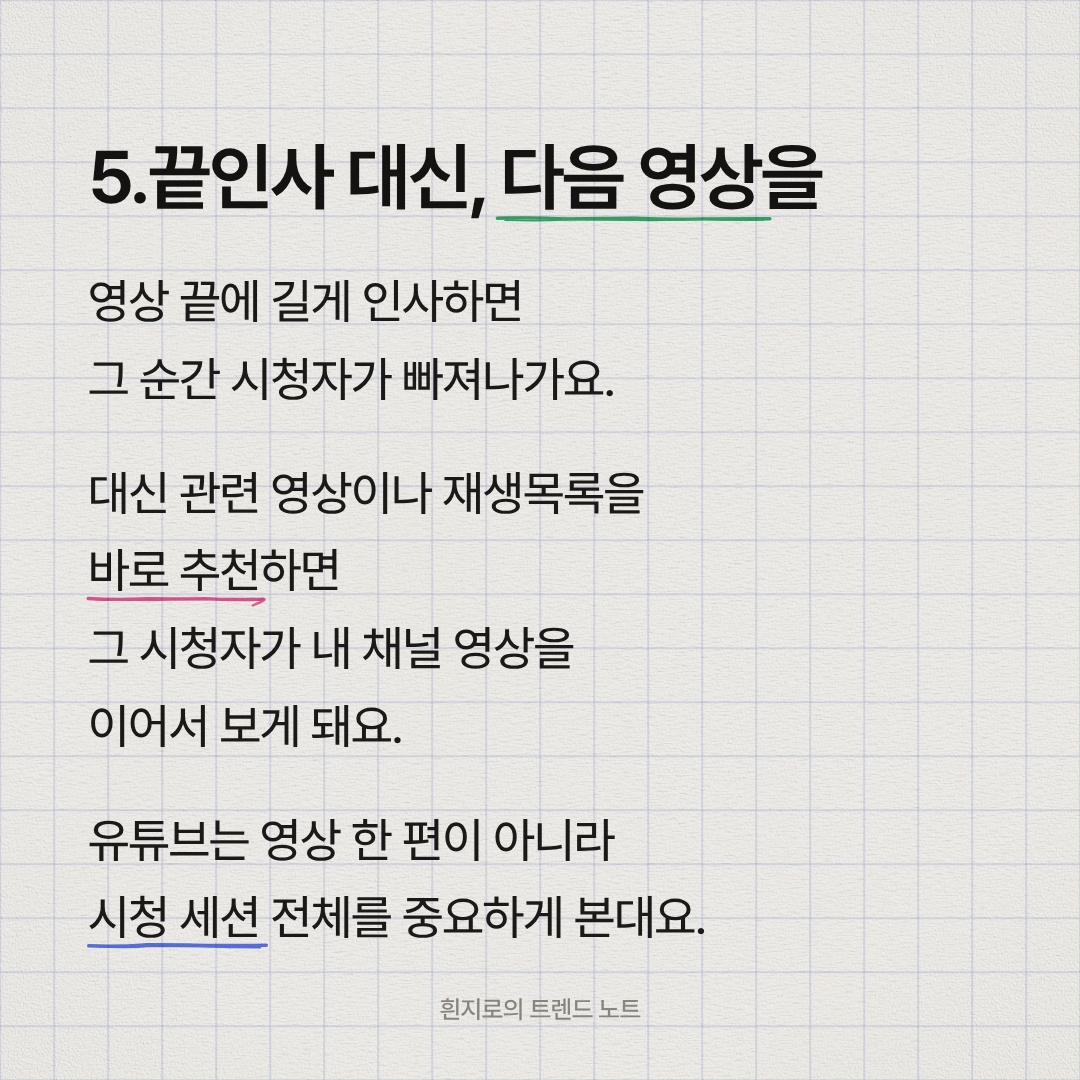 5.끝인사 대신, 다음 영상을
영상 끝에 길게 인사하면
그 순간 시청자가 빠져나가요.
대신 관련 영상이나 재생목록을
바로 추천하면
그 시청자가 내 채널 영상을
이어서 보게 돼요.
유튜브는 영상 한 편이 아니라
시청 세션 전체를 중요하게 본대요.
흰지로의 트렌드 노트